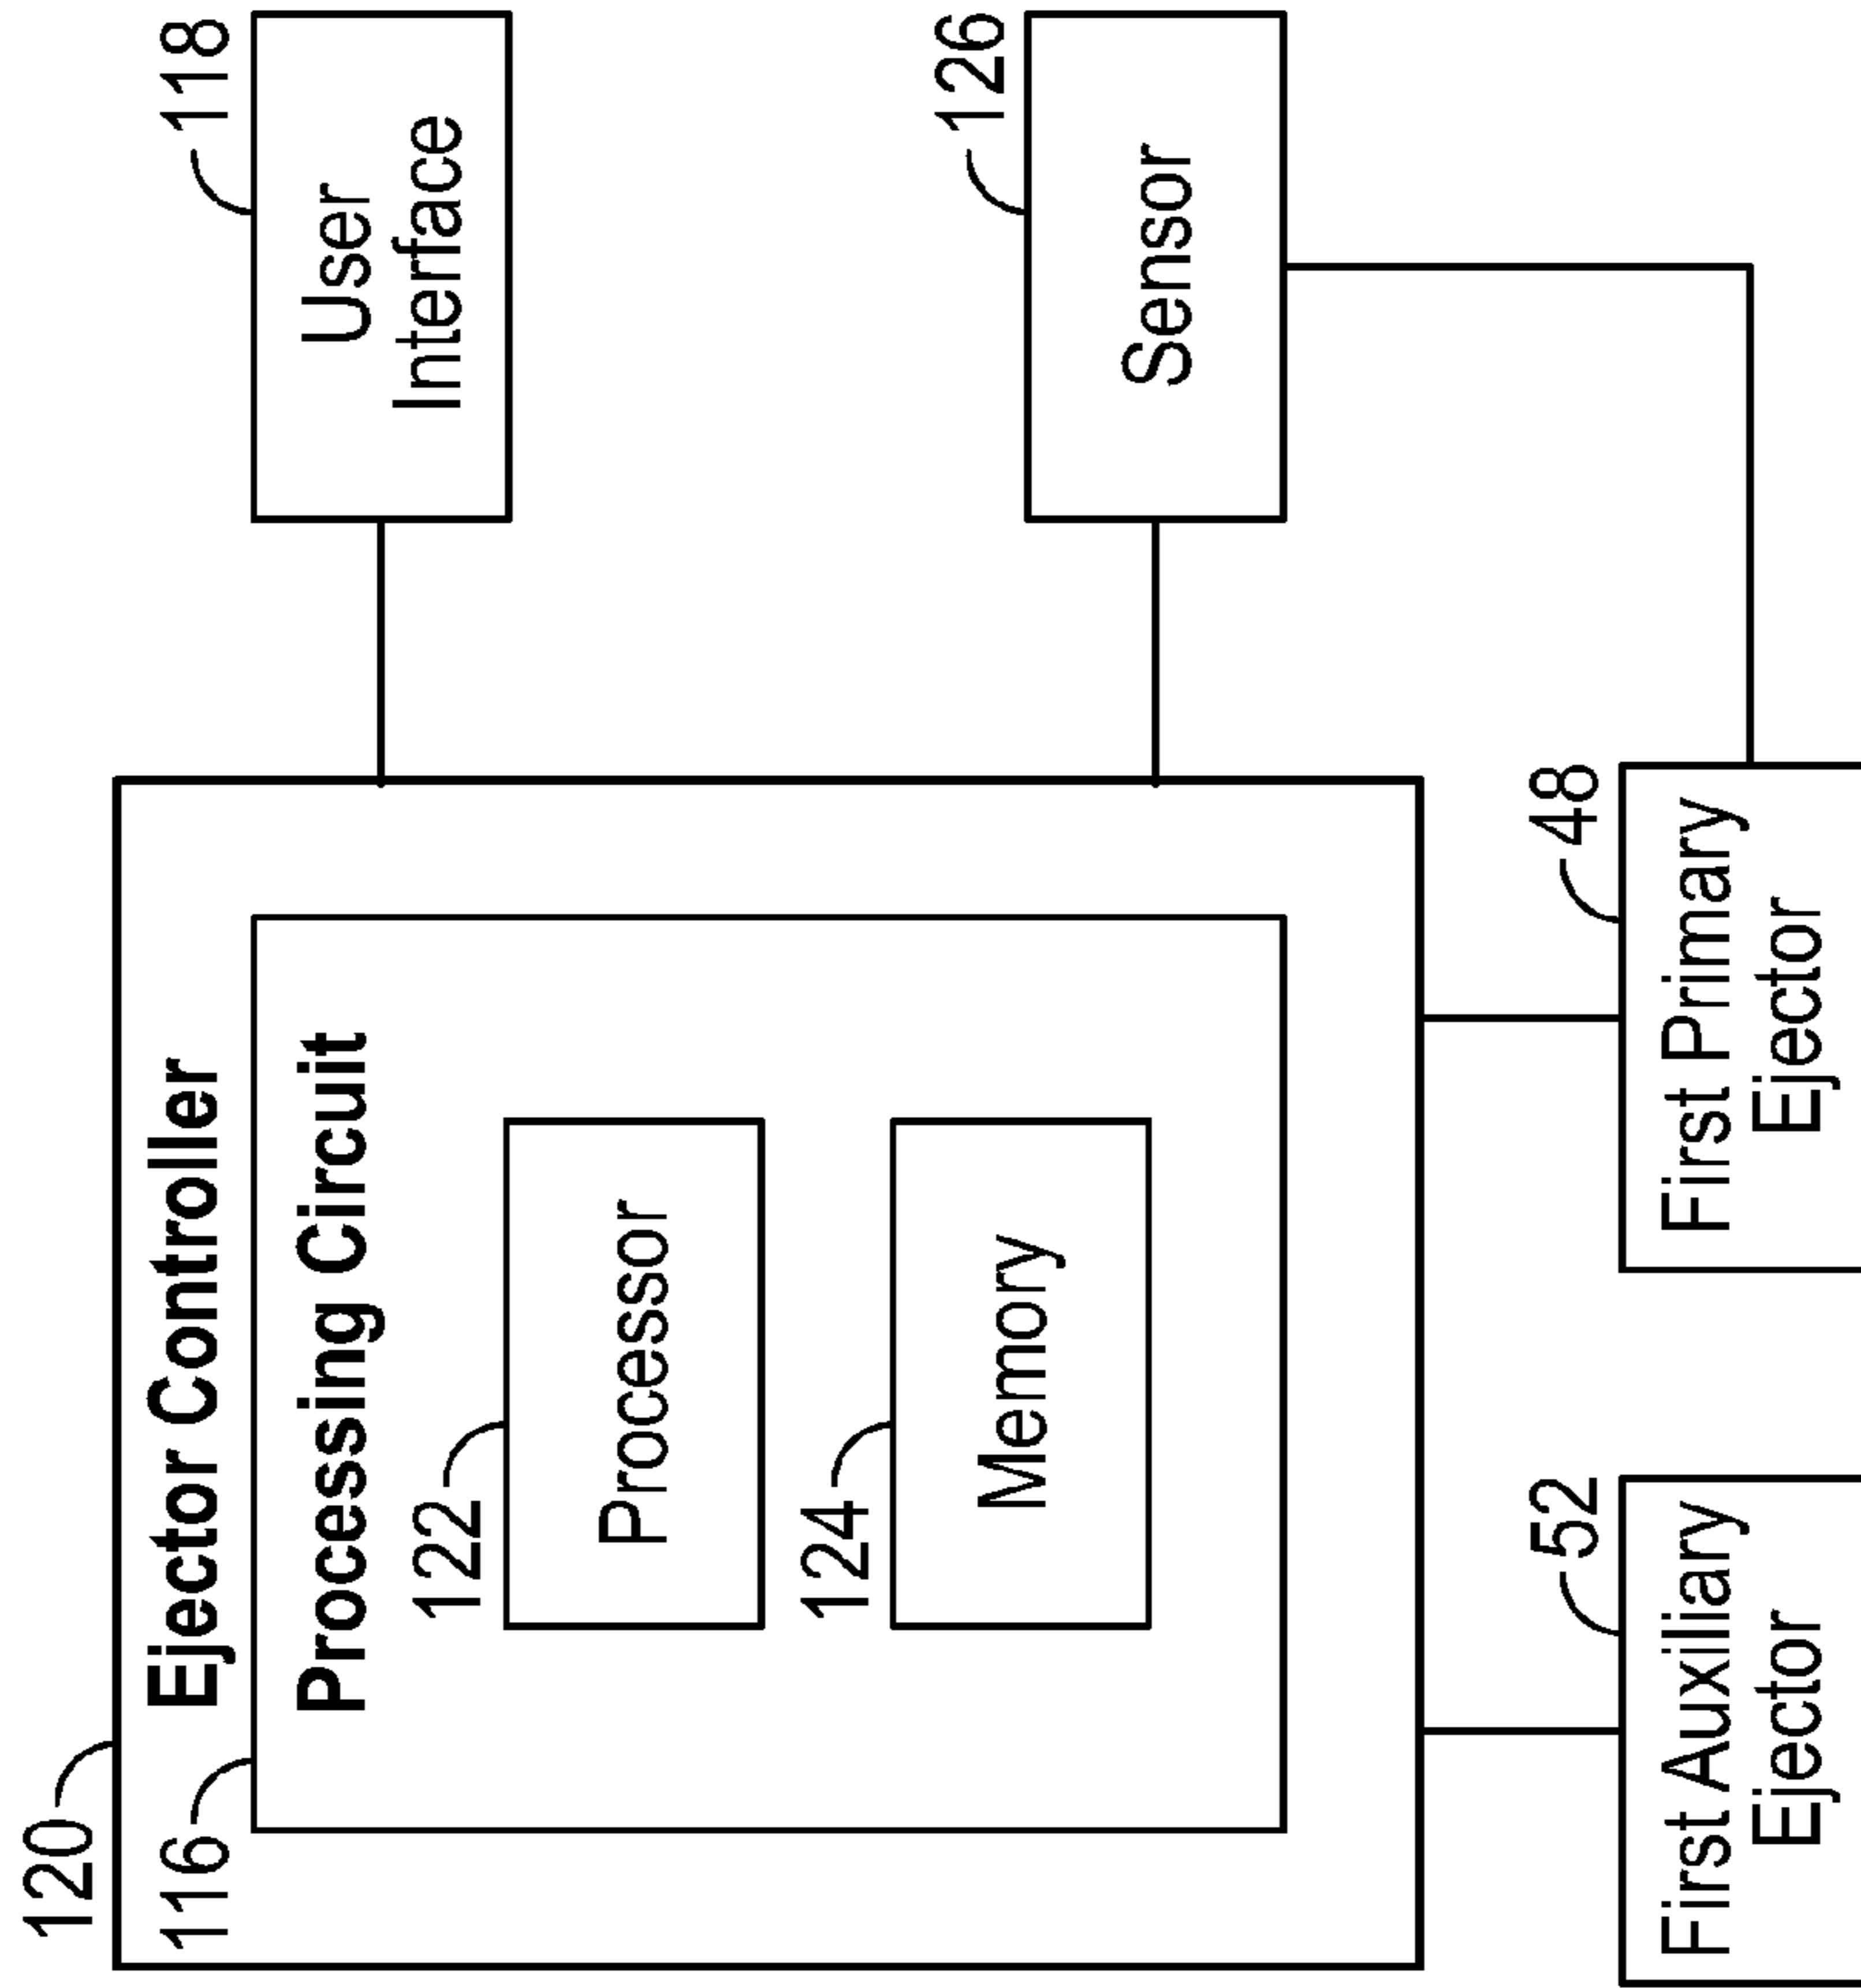 120
Ejector Controller
116
Processing Circuit
122
Processor
124
Memory
118
User
Interface
126
Sensor
52
First Auxiliary
Ejector
48
First Primary
Ejector